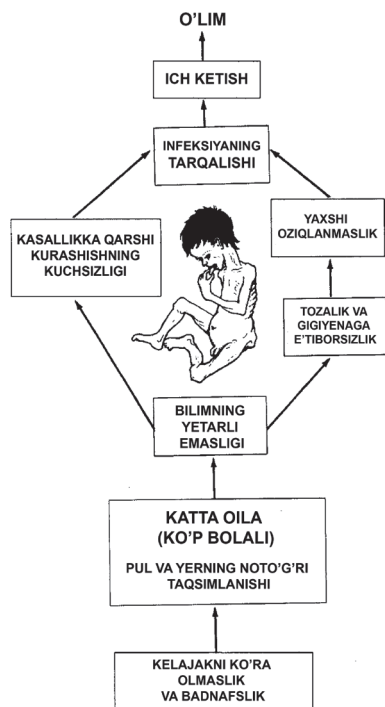 O'LIM
ICH KETISH
INFEKSIYANING
TARQALISHI
KASALLIKKA QARSHI
KURASHISHNING
KUCHSIZLIGI
YAXSHI
OZIQLANMASLIK
TOZALIK VA
GIGIYENAGA
E'TIBORSIZLIK
BILIMNING
YETARLI
EMASLIGI
KATTA OILA
(KO'P BOLALI)
PUL VA YERNING NOTO'G'RI
TAQSIMLANISHI
KELAJAKNI KO'RA
OLMASLIK
VA BADNAFSLIK